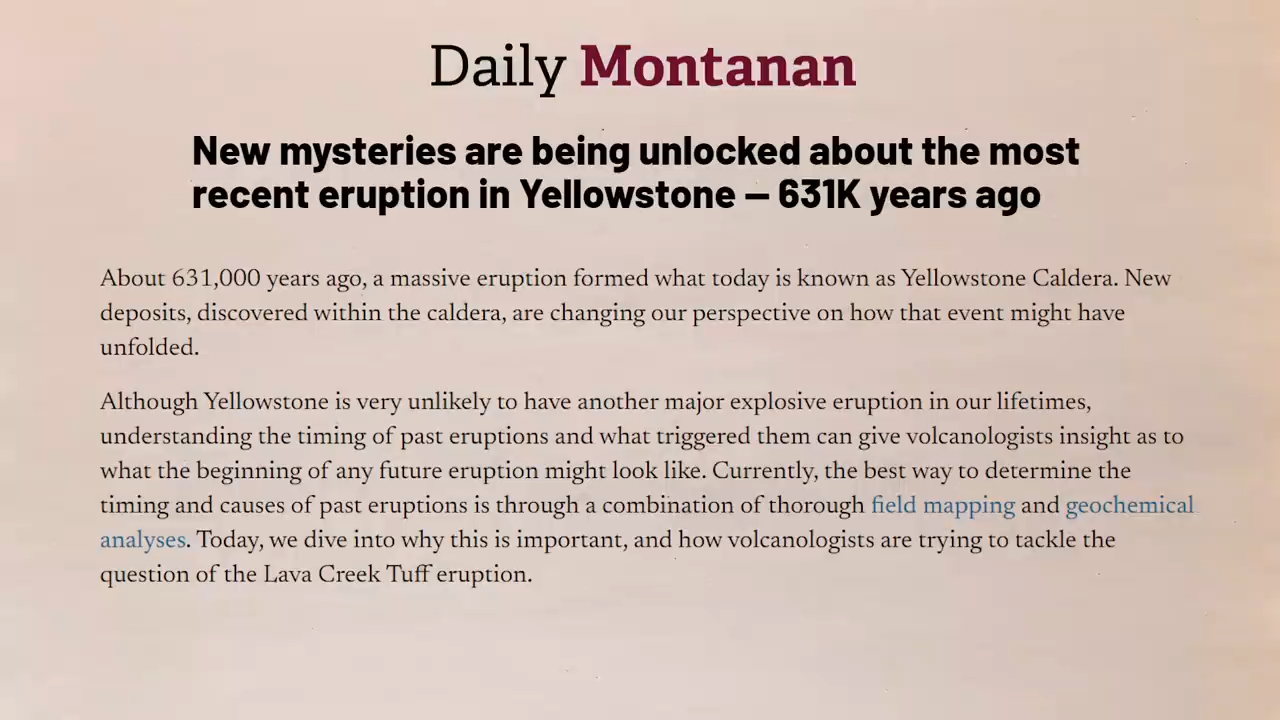 Daily Montanan
New mysteries are being unlocked about the most
recent eruption in Yellowstone — 631K years ago
About 631,000 years ago, a massive eruption formed what today is known as Yellowstone Caldera. New
deposits, discovered within the caldera, are changing our perspective on how that event might have
unfolded.
Although Yellowstone is very unlikely to have another major explosive eruption in our lifetimes,
understanding the timing of past eruptions and what triggered them can give volcanologists insight as to
what the beginning of any future eruption might look like. Currently, the best way to determine the
timing and causes of past eruptions is through a combination of thorough field mapping and geochemical
analyses. Today, we dive into why this is important, and how volcanologists are trying to tackle the
question of the Lava Creek Tuff eruption.